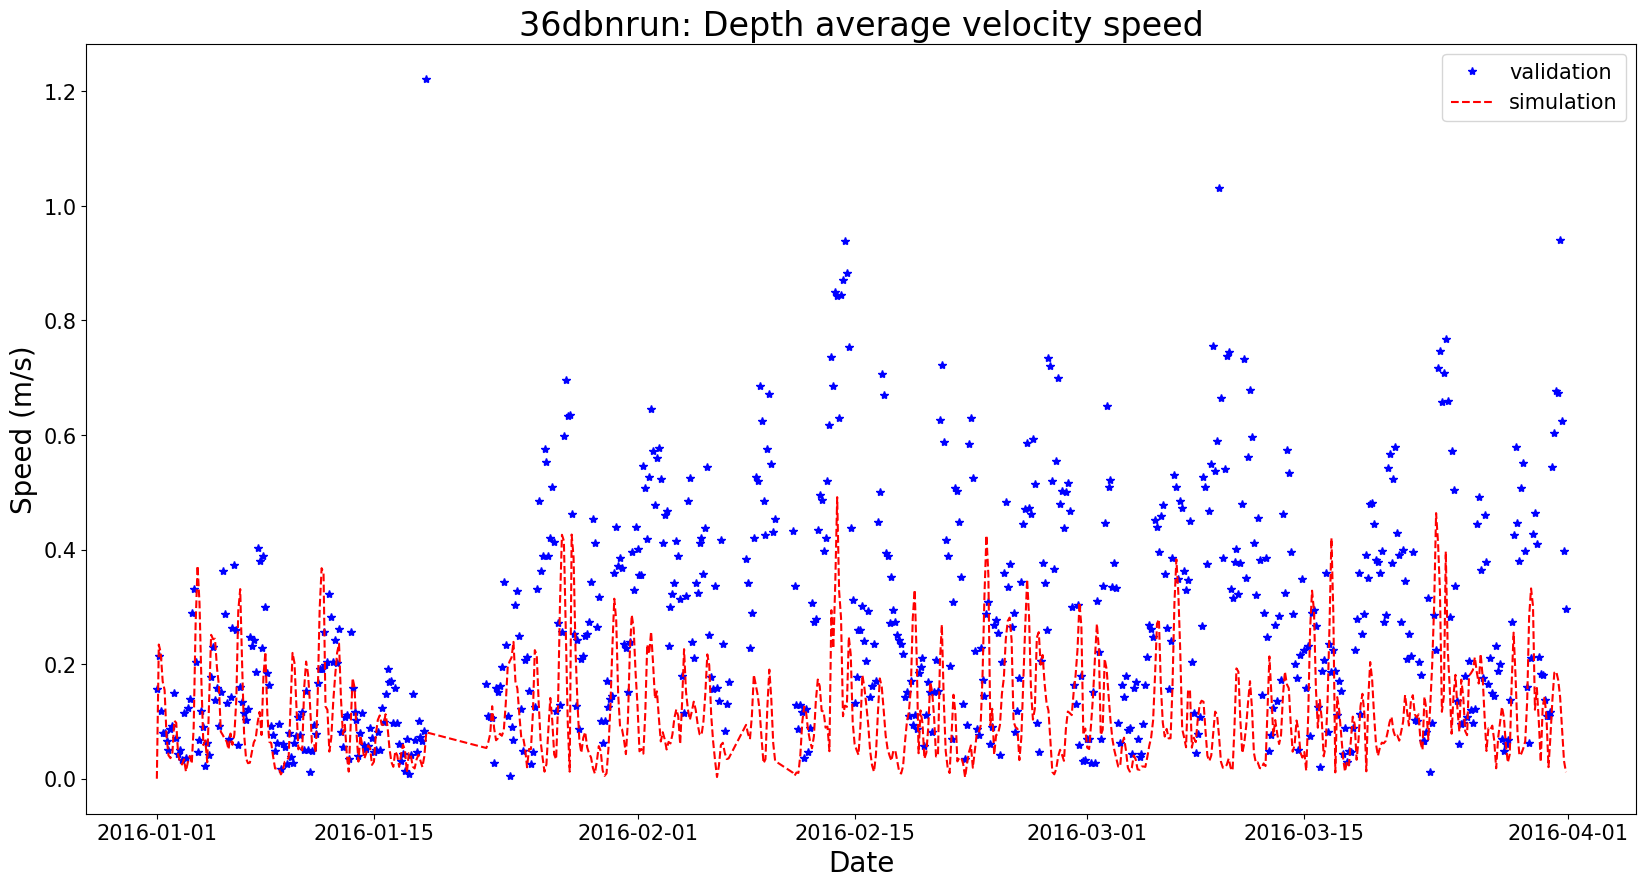 36dbnrun: Depth average velocity speed
validation
simulation
Speed (m/s)
1.2
1.0
0.8
0.6
0.4
0.2
0.0
2016-01-01
2016-01-15
2016-02-01
2016-02-15
2016-03-01
2016-03-15
2016-04-01
Date